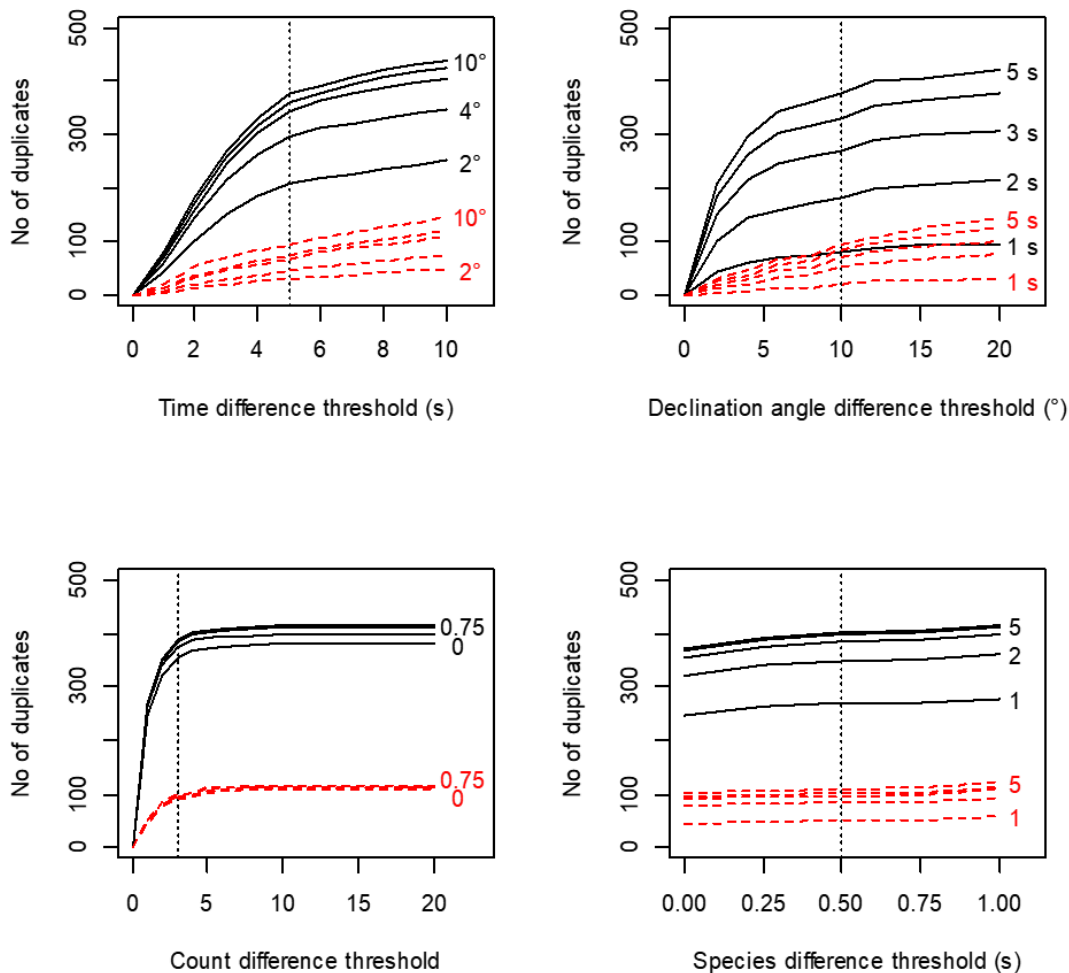 No of duplicates
500
300
100
0
10°
4°
2°
10°
2°
0 2 4 6 8 10
Time difference threshold (s)
No of duplicates
500
300
100
0
5 s
3 s
2 s
5 s
1 s
1 s
0 5 10 15 20
Declination angle difference threshold (°)
No of duplicates
500
300
100
0
0.75
0
0.75
0
0 5 10 15 20
Count difference threshold
No of duplicates
500
300
100
0
5
2
1
5
1
0.00 0.25 0.50 0.75 1.00
Species difference threshold (s)